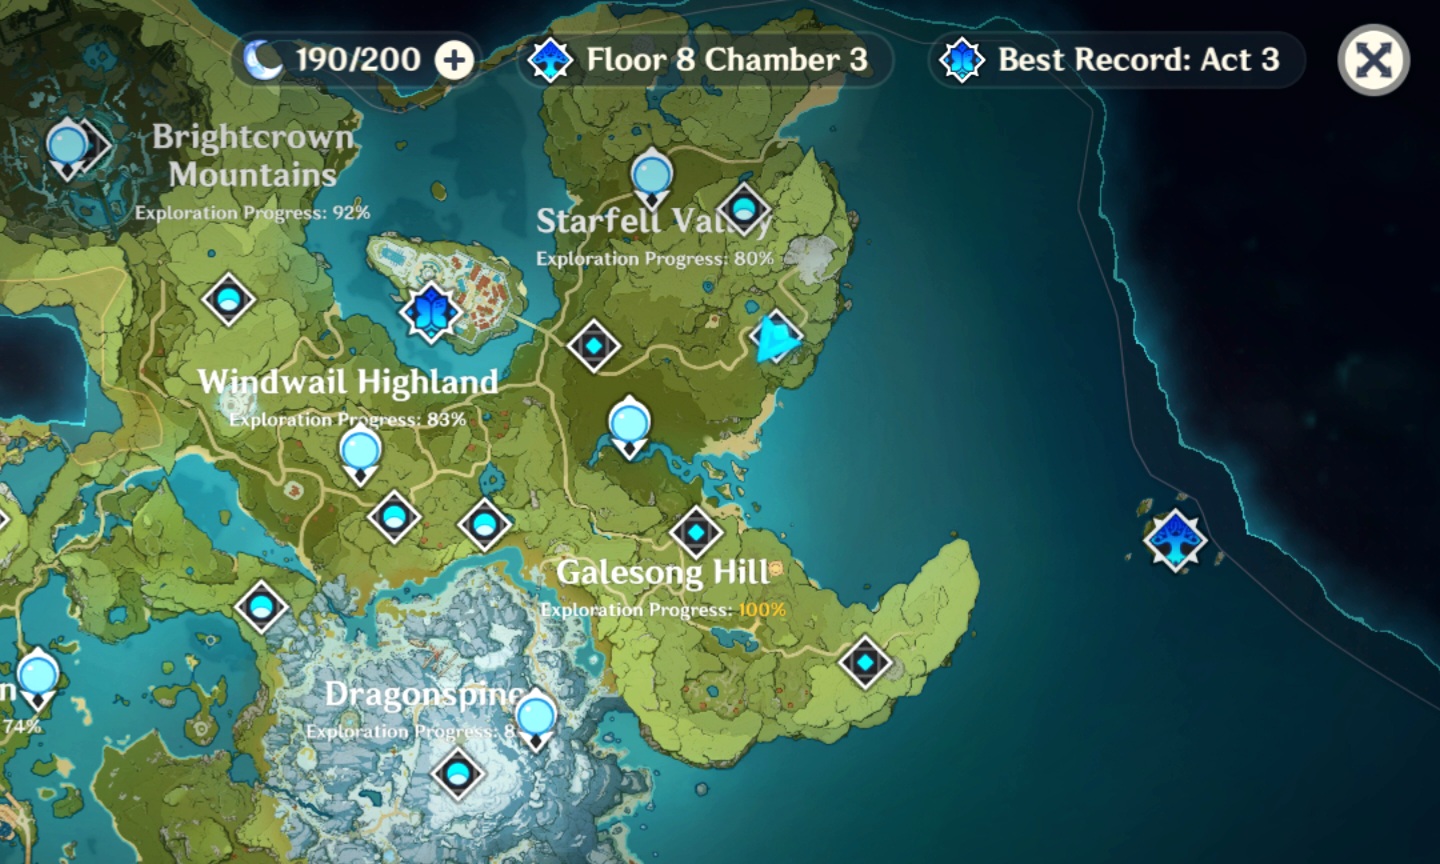 190/200
Floor 8 Chamber 3
Best Record: Act 3
Brightcrown
Mountains
Exploration Progress: 92%
Starfell Valley
Exploration Progress: 80%
Windwail Highland
Exploration Progress: 83%
Galesong Hill
Exploration Progress: 100%
Dragonspine
Exploration Progress: 8
n
74%